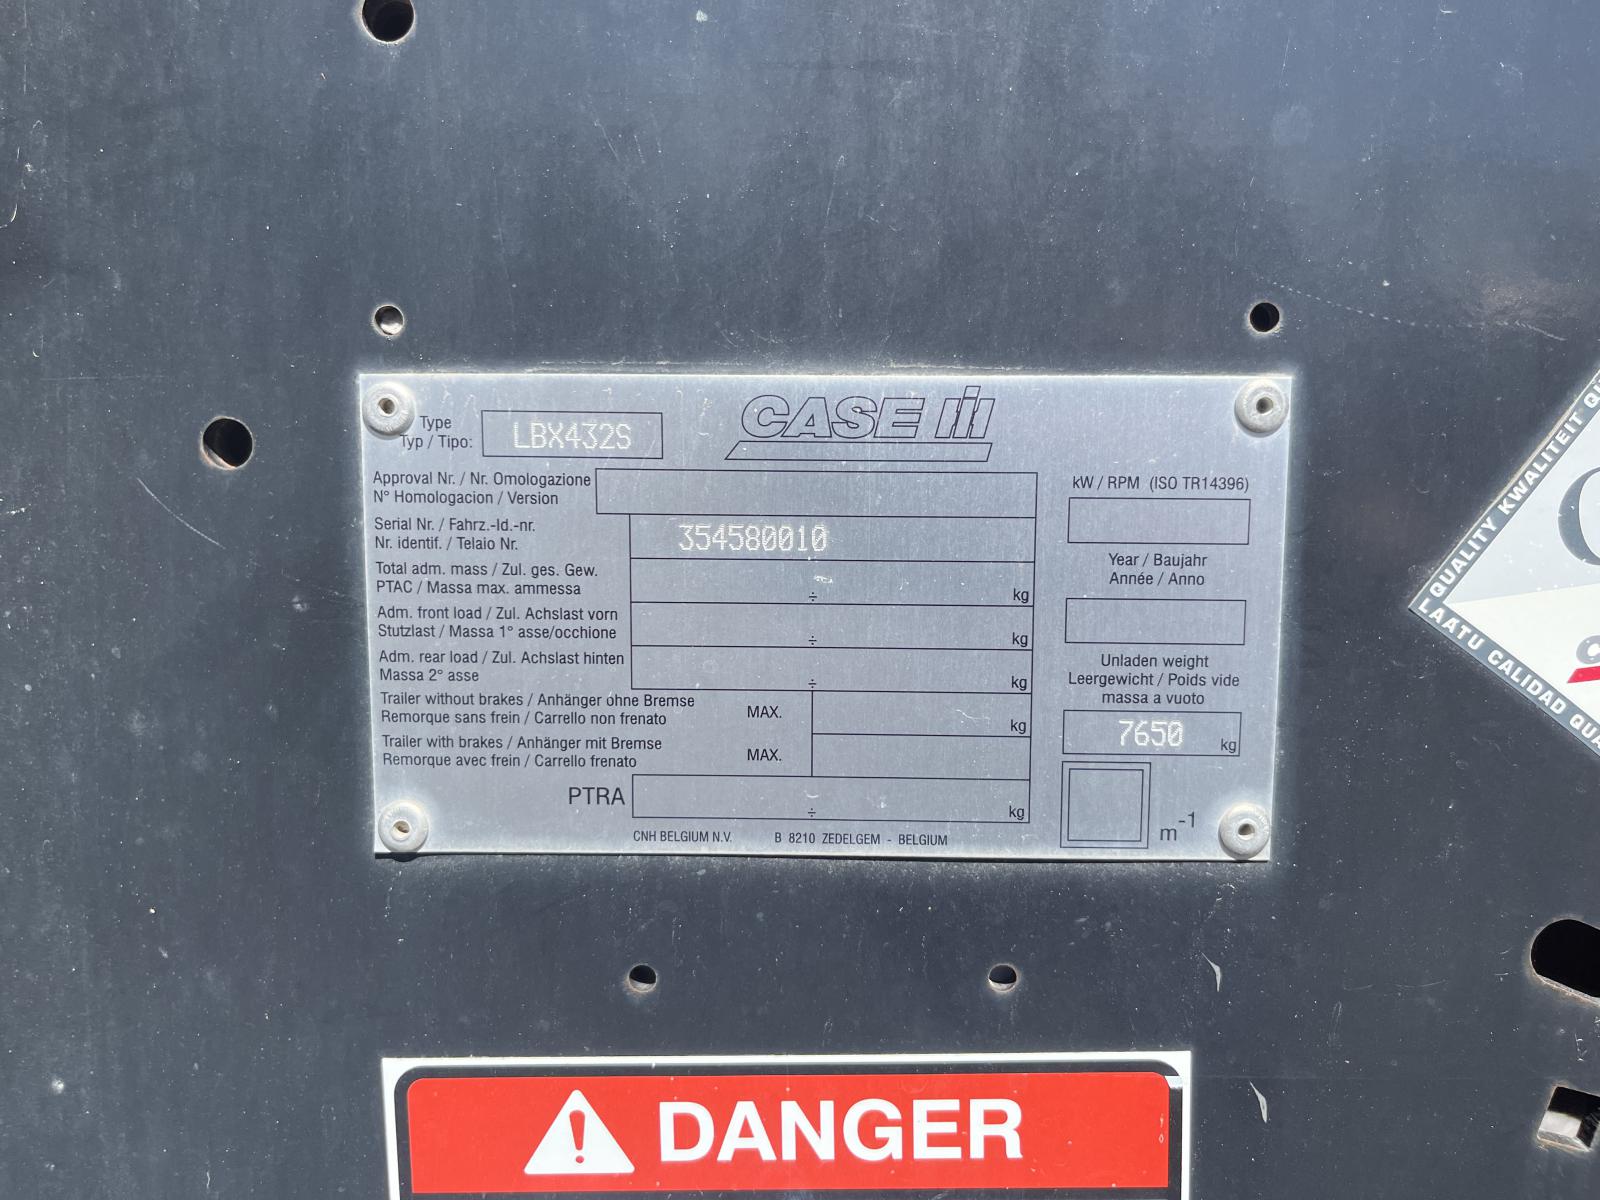 Type
Typ / Tipo:
LBX432S
CASE IH
Approval Nr. / Nr. Omologazione
N° Homologacion / Version
Serial Nr. / Fahrz.-Id.-nr.
Nr. identif. / Telaio Nr.
354580010
Total adm. mass / Zul. ges. Gew.
PTAC / Massa max. ammessa
÷ kg
Adm. front load / Zul. Achslast vorn
Stutzlast / Massa 1° asse/occhione
÷ kg
Adm. rear load / Zul. Achslast hinten
Massa 2° asse
÷ kg
Trailer without brakes / Anhänger ohne Bremse
Remorque sans frein / Carrello non frenato
MAX.
kg
Trailer with brakes / Anhänger mit Bremse
Remorque avec frein / Carrello frenato
MAX.
PTRA
÷ kg
CNH BELGIUM N.V. B 8210 ZEDELGEM - BELGIUM
kW / RPM (ISO TR14396)
Year / Baujahr
Année / Anno
Unladen weight
Leergewicht / Poids vide
massa a vuoto
7650 kg
m-1
QUALITY KWALITEIT
LAATU CALIDAD
DANGER